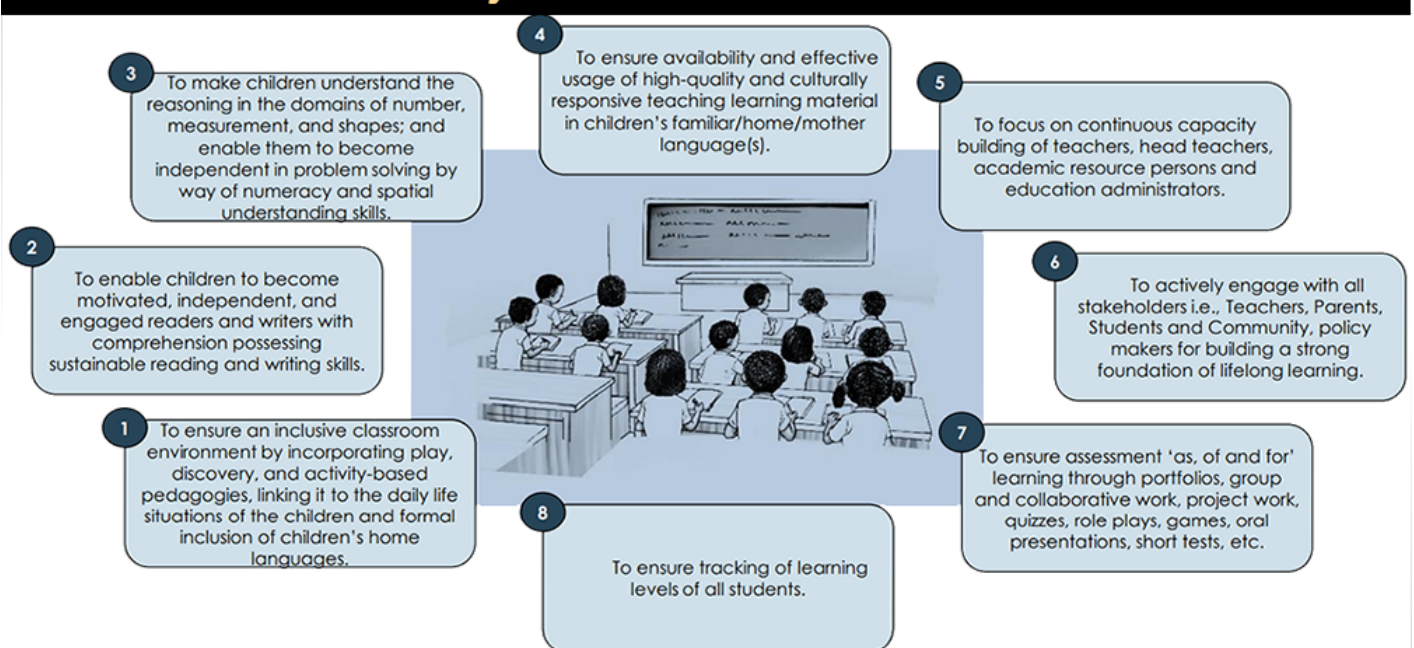 1
To ensure an inclusive classroom
environment by incorporating play,
discovery, and activity-based
pedagogies, linking it to the daily life
situations of the children and formal
inclusion of children's home
languages.
2
To enable children to become
motivated, independent, and
engaged readers and writers with
comprehension possessing
sustainable reading and writing skills.
3
To make children understand the
reasoning in the domains of number,
measurement, and shapes; and
enable them to become
independent in problem solving by
way of numeracy and spatial
understanding skills.
4
To ensure availability and effective
usage of high-quality and culturally
responsive teaching learning material
in children's familiar/home/mother
language(s).
5
To focus on continuous capacity
building of teachers, head teachers,
academic resource persons and
education administrators.
6
To actively engage with all
stakeholders i.e., Teachers, Parents,
Students and Community, policy
makers for building a strong
foundation of lifelong learning.
7
To ensure assessment 'as, of and for'
learning through portfolios, group
and collaborative work, project work,
quizzes, role plays, games, oral
presentations, short tests, etc.
8
To ensure tracking of learning
levels of all students.